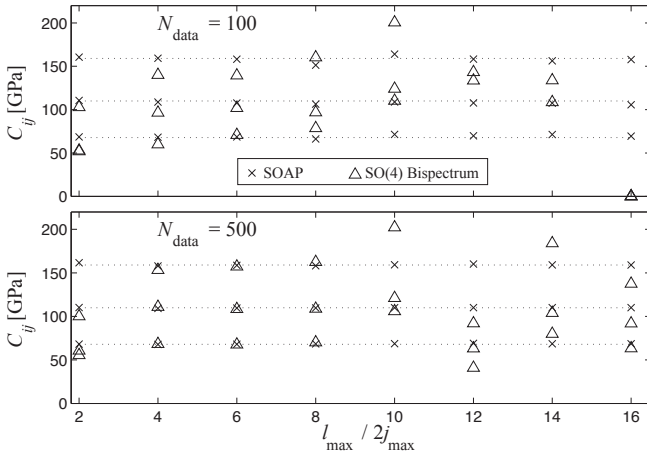 200
150
100
50
0
C_ij [GPa]
N_data = 100
× SOAP △ SO(4) Bispectrum
200
150
100
50
0
C_ij [GPa]
N_data = 500
2 4 6 8 10 12 14 16
l_max / 2j_max